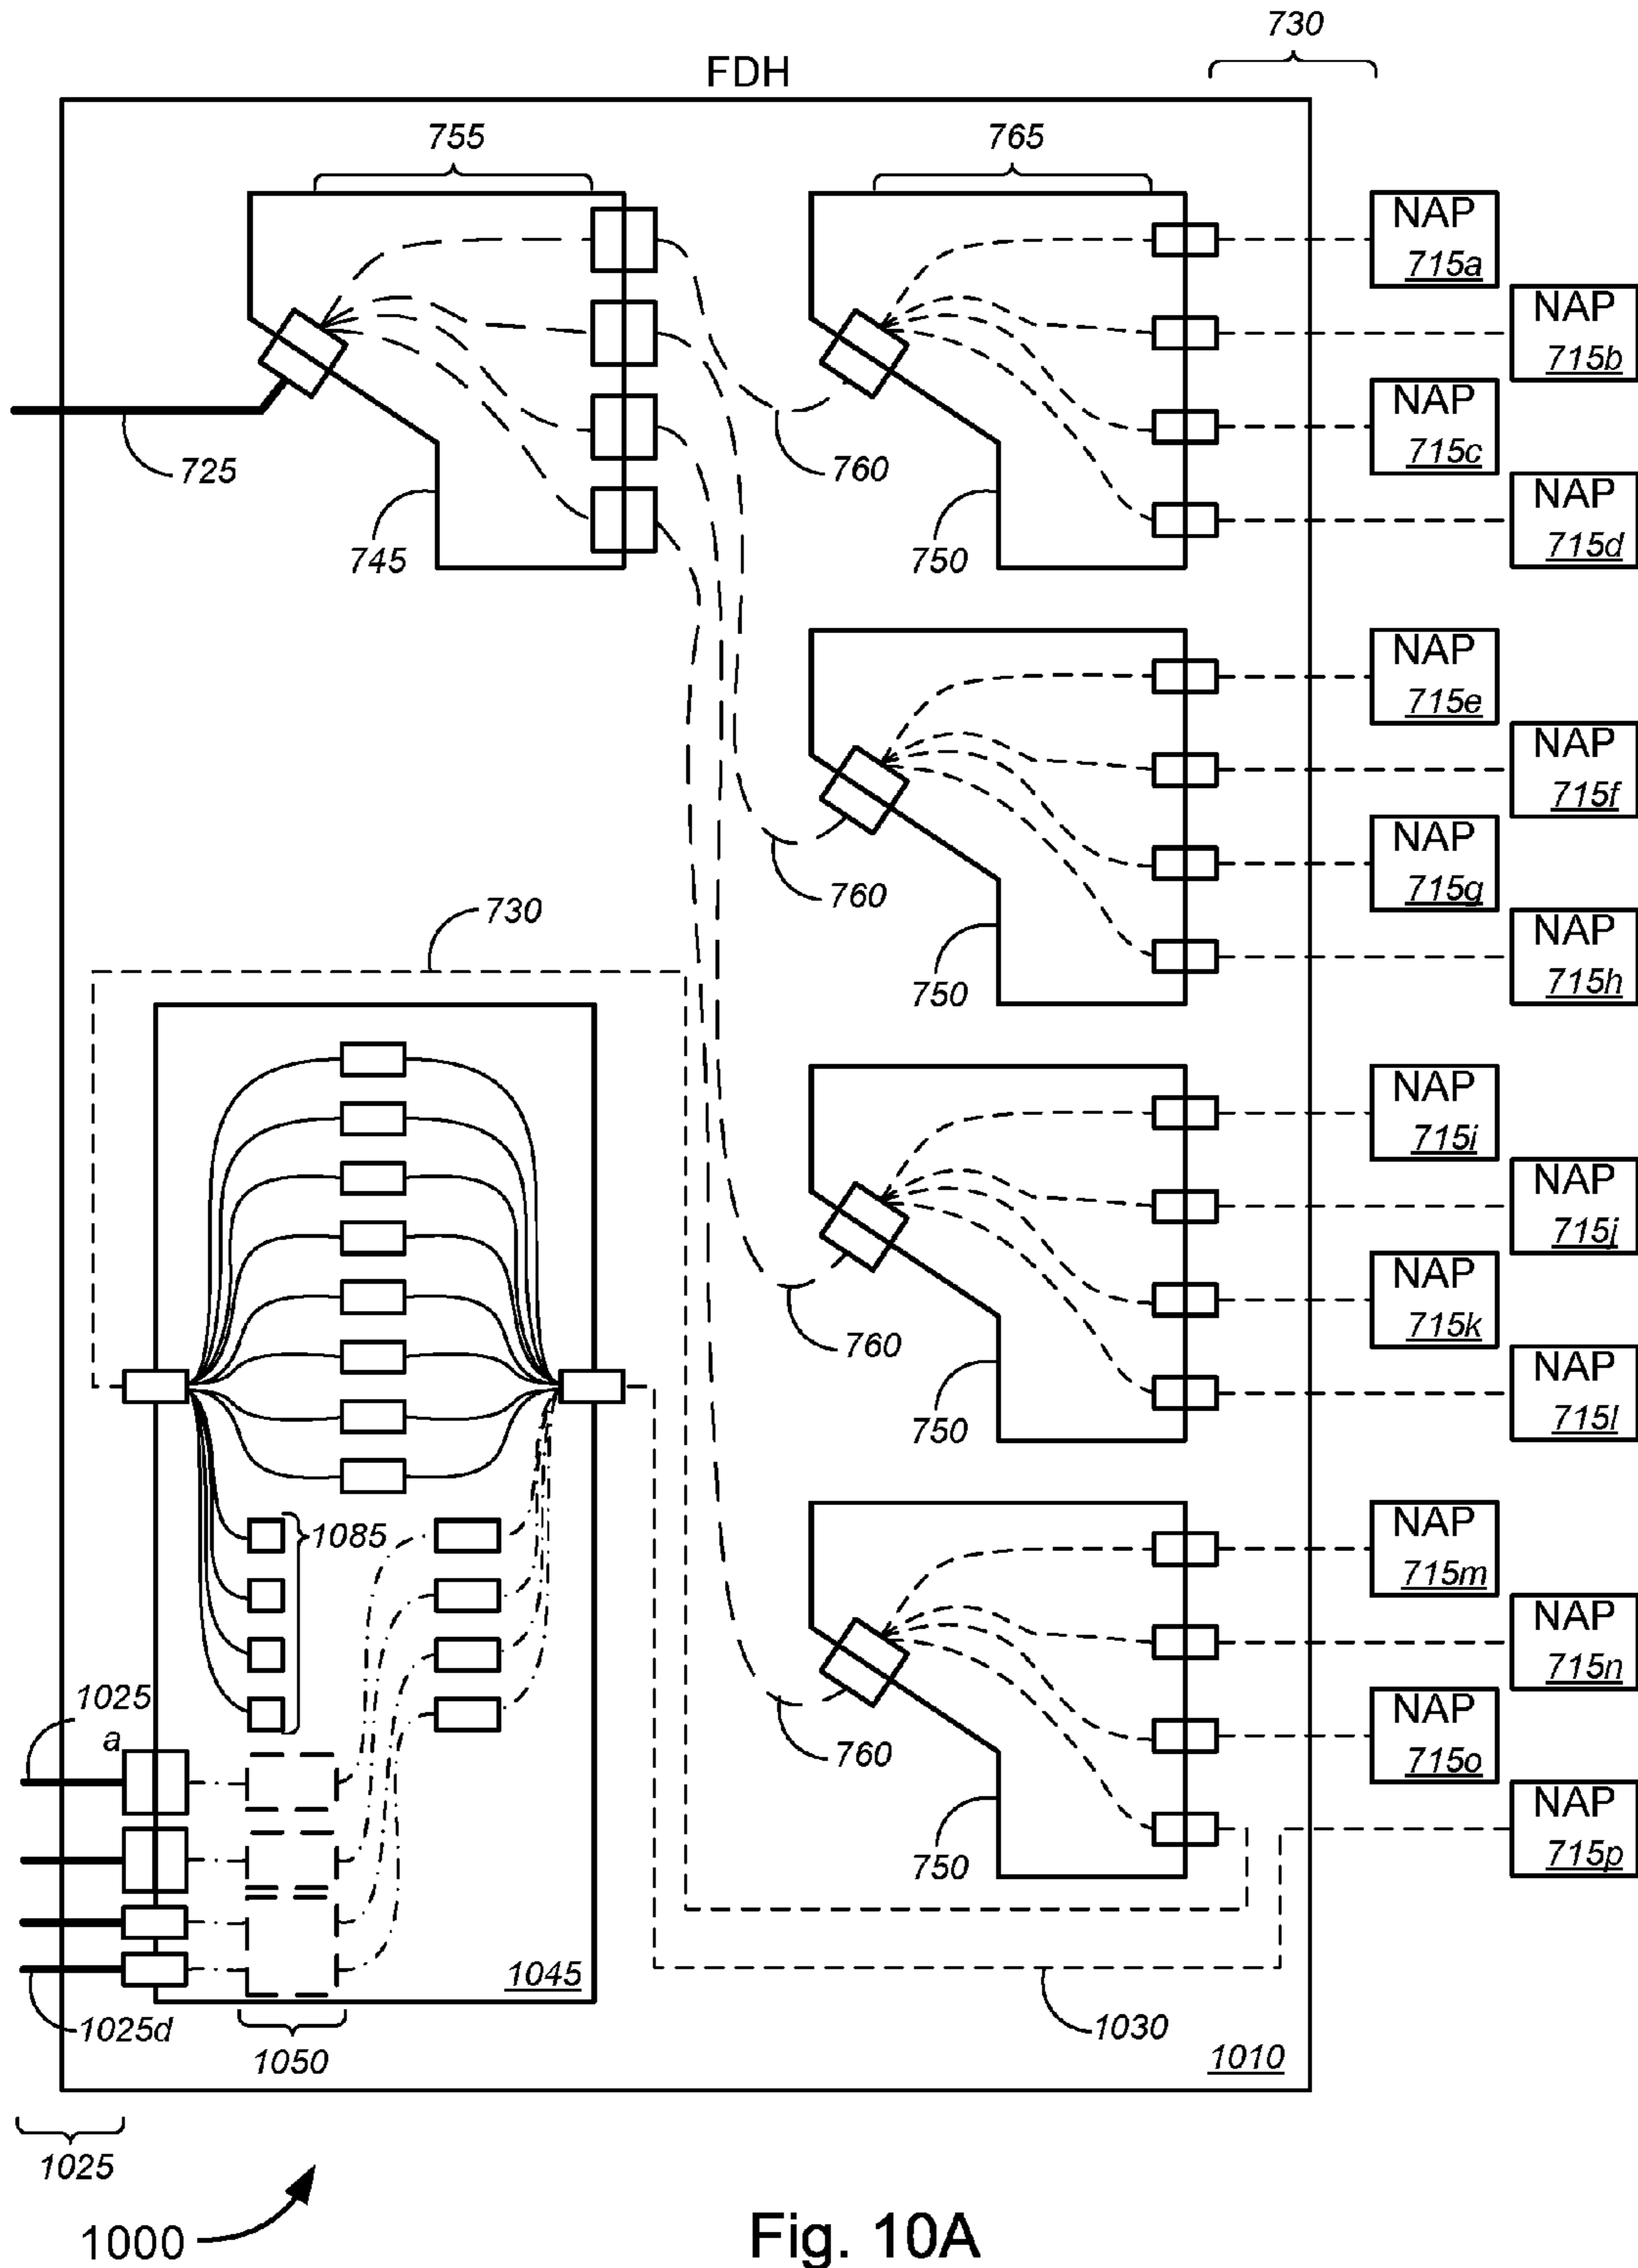 730
FDH
755
765
NAP
715a
NAP
715b
NAP
715c
NAP
715d
725
745
760
750
NAP
715e
NAP
715f
NAP
715g
NAP
715h
730
760
750
NAP
715i
NAP
715j
NAP
715k
NAP
715l
760
750
1085
NAP
715m
NAP
715n
NAP
715o
NAP
715p
1025
a
760
750
1045
1025d
1050
1030
1010
1025
1000
Fig. 10A